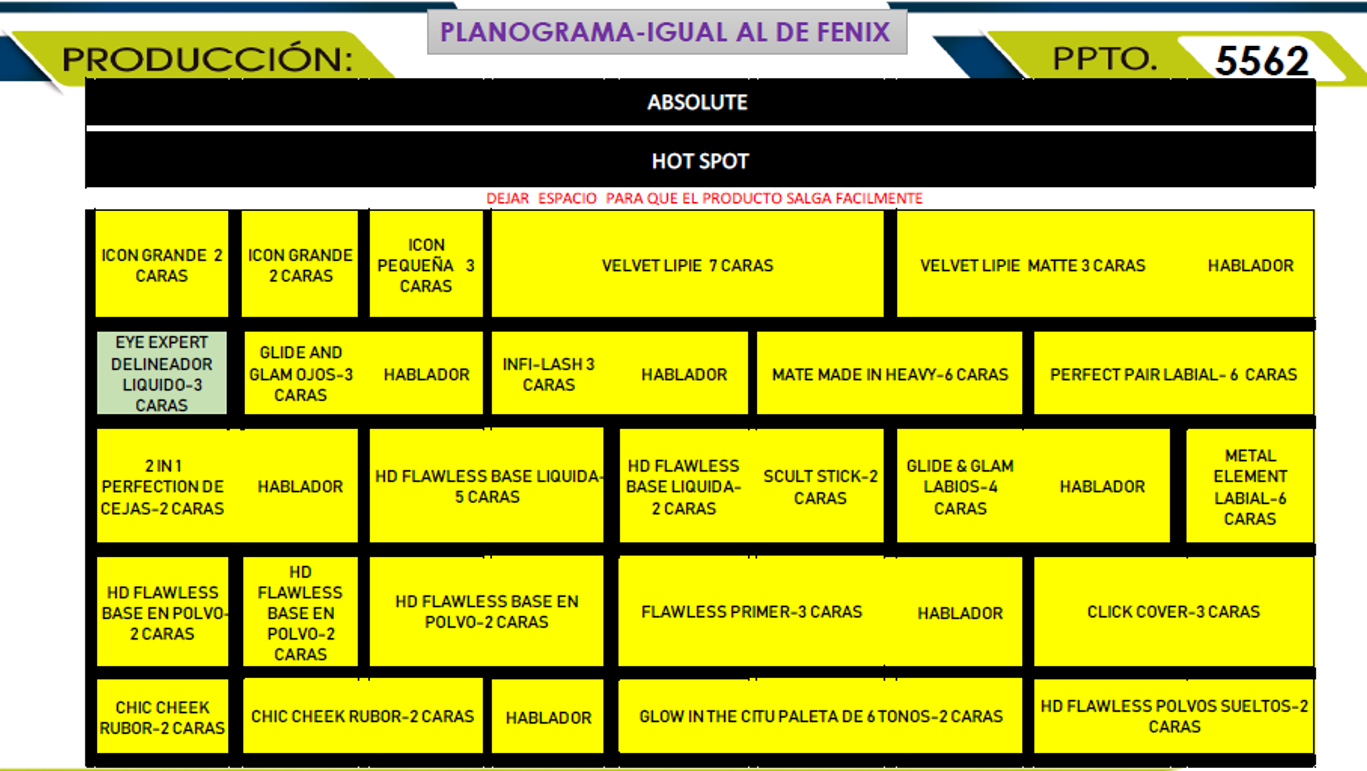 PLANOGRAMA-IGUAL AL DE FENIX
PRODUCCIÓN:
PPTO.
5562
ABSOLUTE
HOT SPOT
DEJAR ESPACIO PARA QUE EL PRODUCTO SALGA FACILMENTE
ICON GRANDE 2
CARAS
ICON GRANDE
2 CARAS
ICON
PEQUEÑA 3
CARAS
VELVET LIPIE 7 CARAS
VELVET LIPIE MATTE 3 CARAS
HABLADOR
EYE EXPERT
DELINEADOR
LIQUIDO-3
CARAS
GLIDE AND
GLAM OJOS-3
CARAS
HABLADOR
INFI-LASH 3
CARAS
HABLADOR
MATE MADE IN HEAVY-6 CARAS
PERFECT PAIR LABIAL- 6 CARAS
2 IN 1
PERFECTION DE
CEJAS-2 CARAS
HABLADOR
HD FLAWLESS BASE LIQUIDA-
5 CARAS
HD FLAWLESS
BASE LIQUIDA-
2 CARAS
SCULT STICK-2
CARAS
GLIDE & GLAM
LABIOS-4
CARAS
HABLADOR
METAL
ELEMENT
LABIAL-6
CARAS
HD FLAWLESS
BASE EN POLVO-
2 CARAS
HD
FLAWLESS
BASE EN
POLVO-2
CARAS
HD FLAWLESS BASE EN
POLVO-2 CARAS
FLAWLESS PRIMER-3 CARAS
HABLADOR
CLICK COVER-3 CARAS
CHIC CHEEK
RUBOR-2 CARAS
CHIC CHEEK RUBOR-2 CARAS
HABLADOR
GLOW IN THE CITU PALETA DE 6 TONOS-2 CARAS
HD FLAWLESS POLVOS SUELTOS-2
CARAS